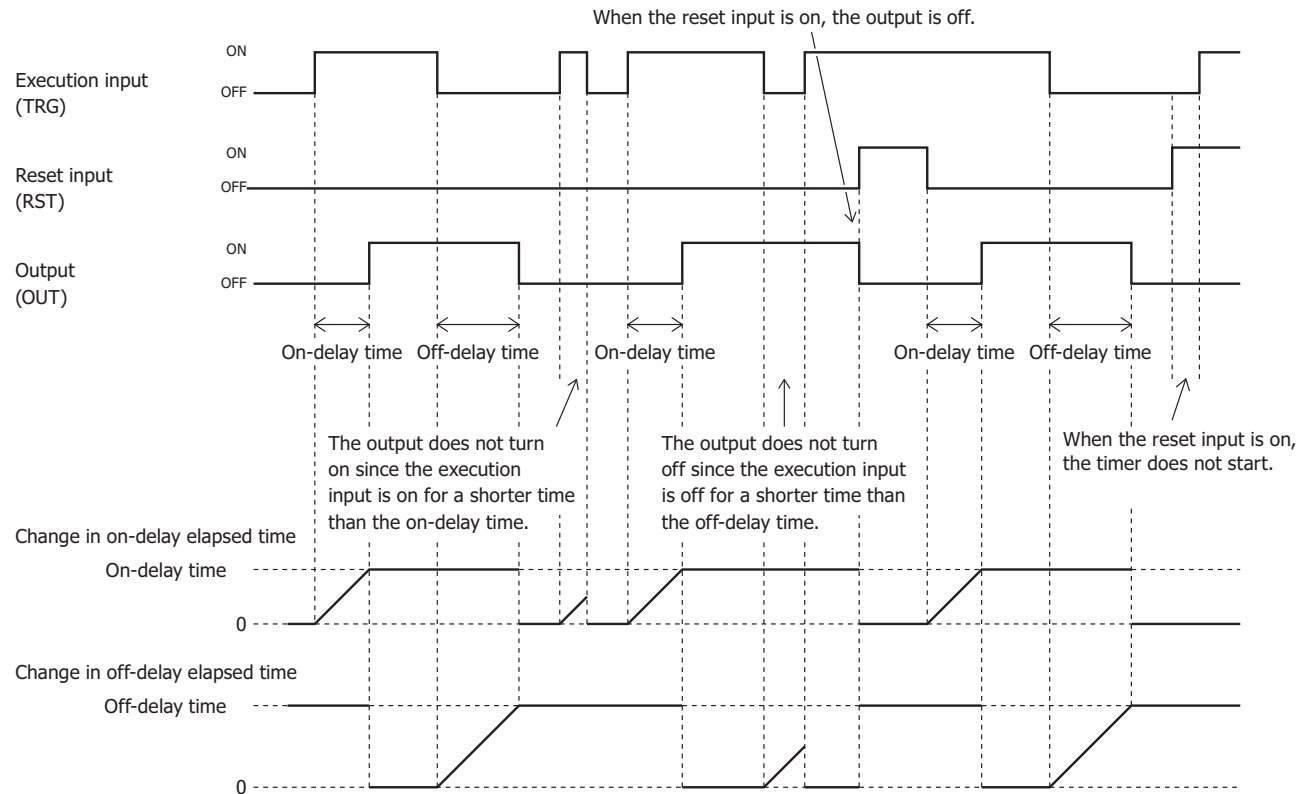 When the reset input is on, the output is off.
ON
Execution input
(TRG)
OFF
ON
Reset input
(RST)
OFF
ON
Output
(OUT)
OFF
On-delay time Off-delay time On-delay time On-delay time Off-delay time
The output does not turn
on since the execution
input is on for a shorter time
than the on-delay time.
The output does not turn
off since the execution input
is off for a shorter time than
the off-delay time.
When the reset input is on,
the timer does not start.
Change in on-delay elapsed time
On-delay time
0
Change in off-delay elapsed time
Off-delay time
0